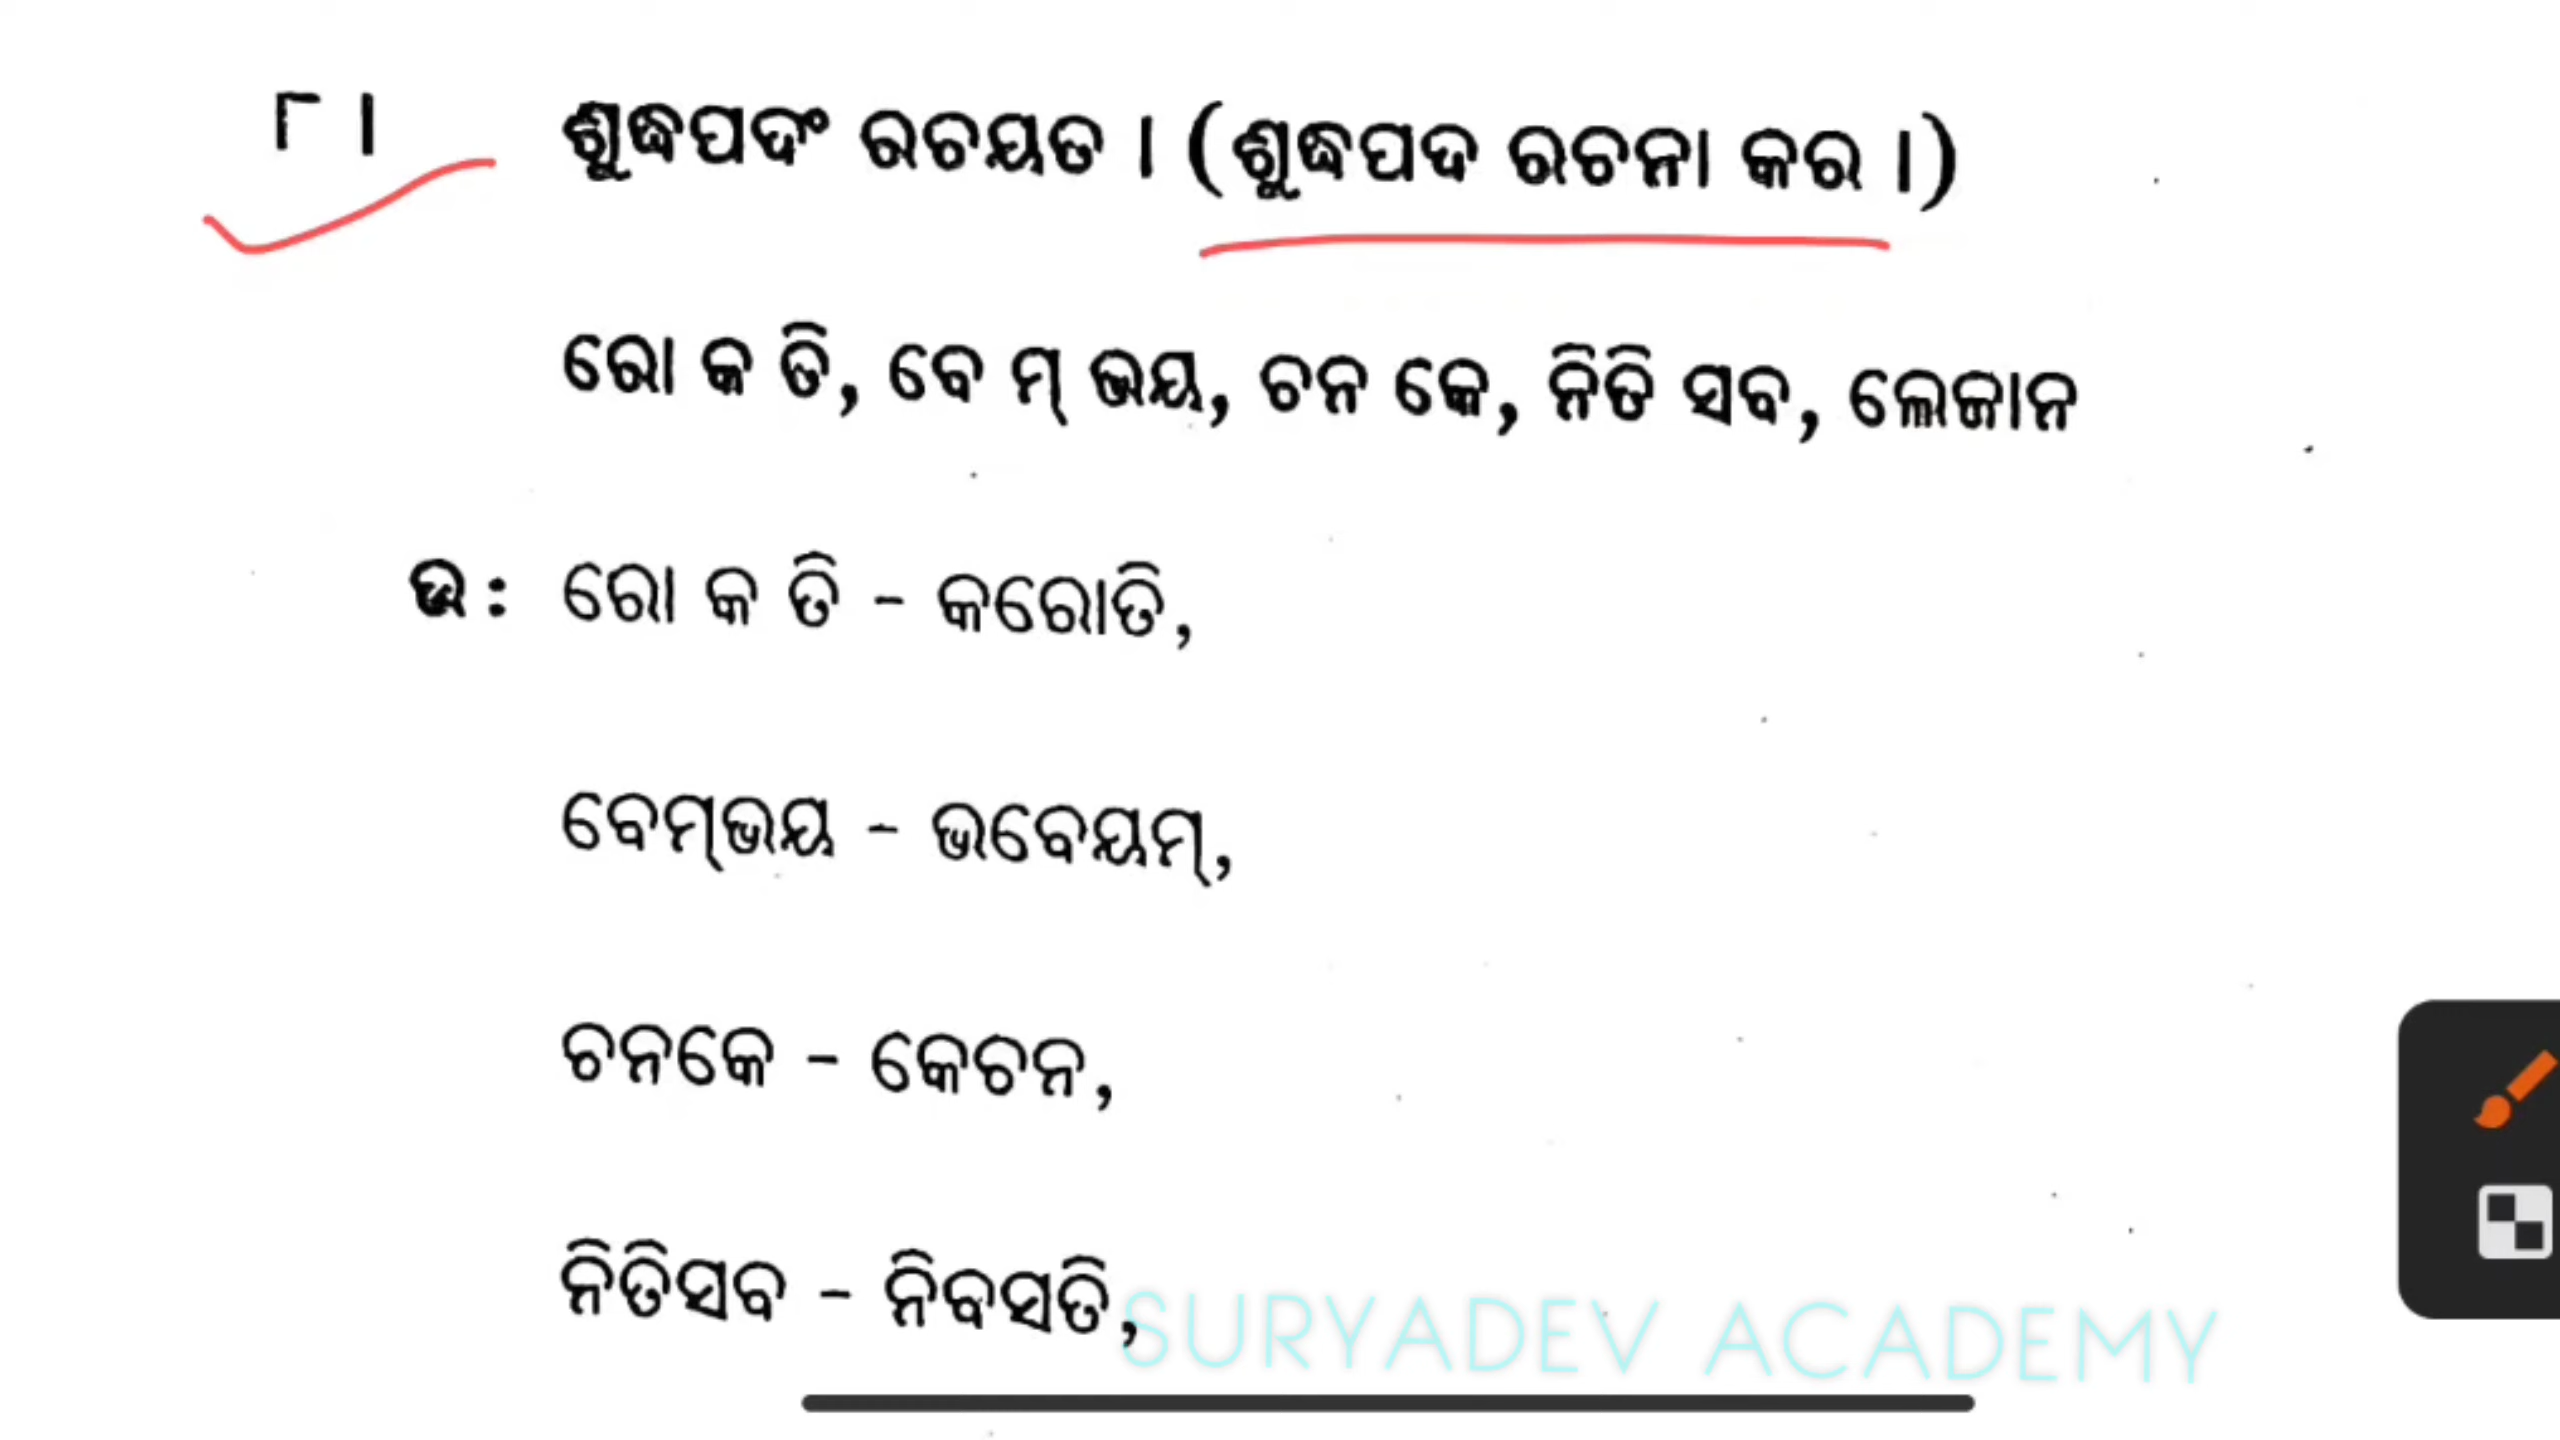 ୮ । ଶୁଦ୍ଧପଦଂ ରଚୟତ । (ଶୁଦ୍ଧପଦ ରଚନା କର ।)
ରୋ କ ତି, ବେ ମ୍ ଭୟ, ଚନ କେ, ନିତି ସବ, ଲେଜାନ
ଉ : ରୋ କ ତି - କରୋତି,
ବେମ୍‌ଭୟ - ଭବେୟମ୍,
ଚନକେ - କେଚନ,
ନିତିସବ - ନିବସତି,
SURYADEV ACADEMY